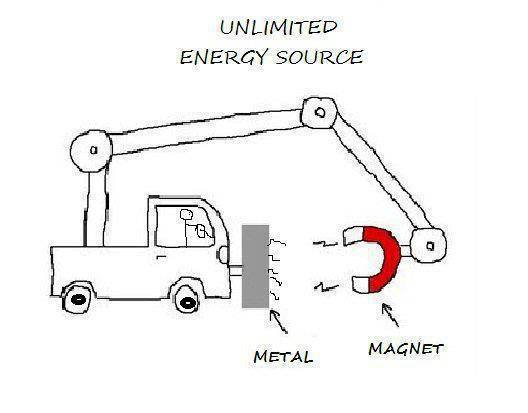 UNLIMITED
ENERGY SOURCE
METAL
MAGNET